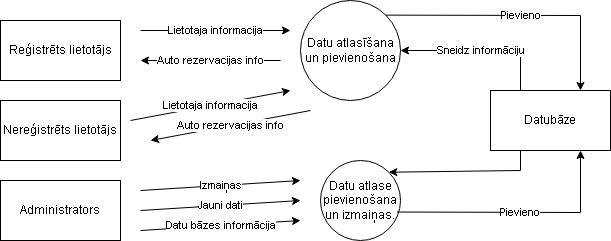 Lietotaja informacija
Pievieno
Reģistrēts lietotājs
Datu atlasīšana
un pievienošana
Sneidz informāciju
Auto rezervacijas info
Lietotaja informacija
Nereģistrēts lietotājs
Auto rezervacijas info
Datubāze
Izmaiņas
Administrators
Jauni dati
Datu atlase
pievienošana
un izmaiņas.
Datu bāzes informācija
Pievieno